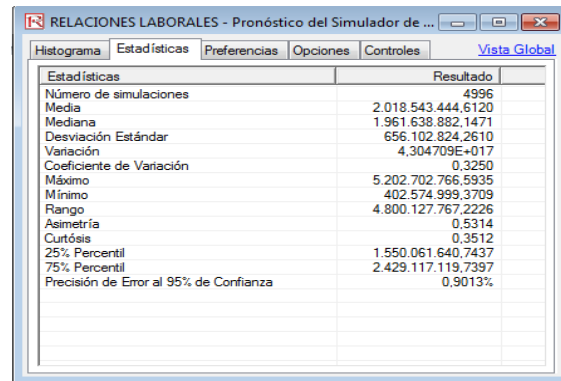 RELACIONES LABORALES - Pronóstico del Simulador de ...
Histograma Estadísticas Preferencias Opciones Controles Vista Global
Estadísticas Resultado
Número de simulaciones 4996
Media 2.018.543.444,6120
Mediana 1.961.638.882,1471
Desviación Estándar 656.102.824,2610
Variación 4,304709E+017
Coeficiente de Variación 0,3250
Máximo 5.202.702.766,5935
Mínimo 402.574.999,3709
Rango 4.800.127.767,2226
Asimetría 0,5314
Curtósis 0,3512
25% Percentil 1.550.061.640,7437
75% Percentil 2.429.117.119,7397
Precisión de Error al 95% de Confianza 0,9013%